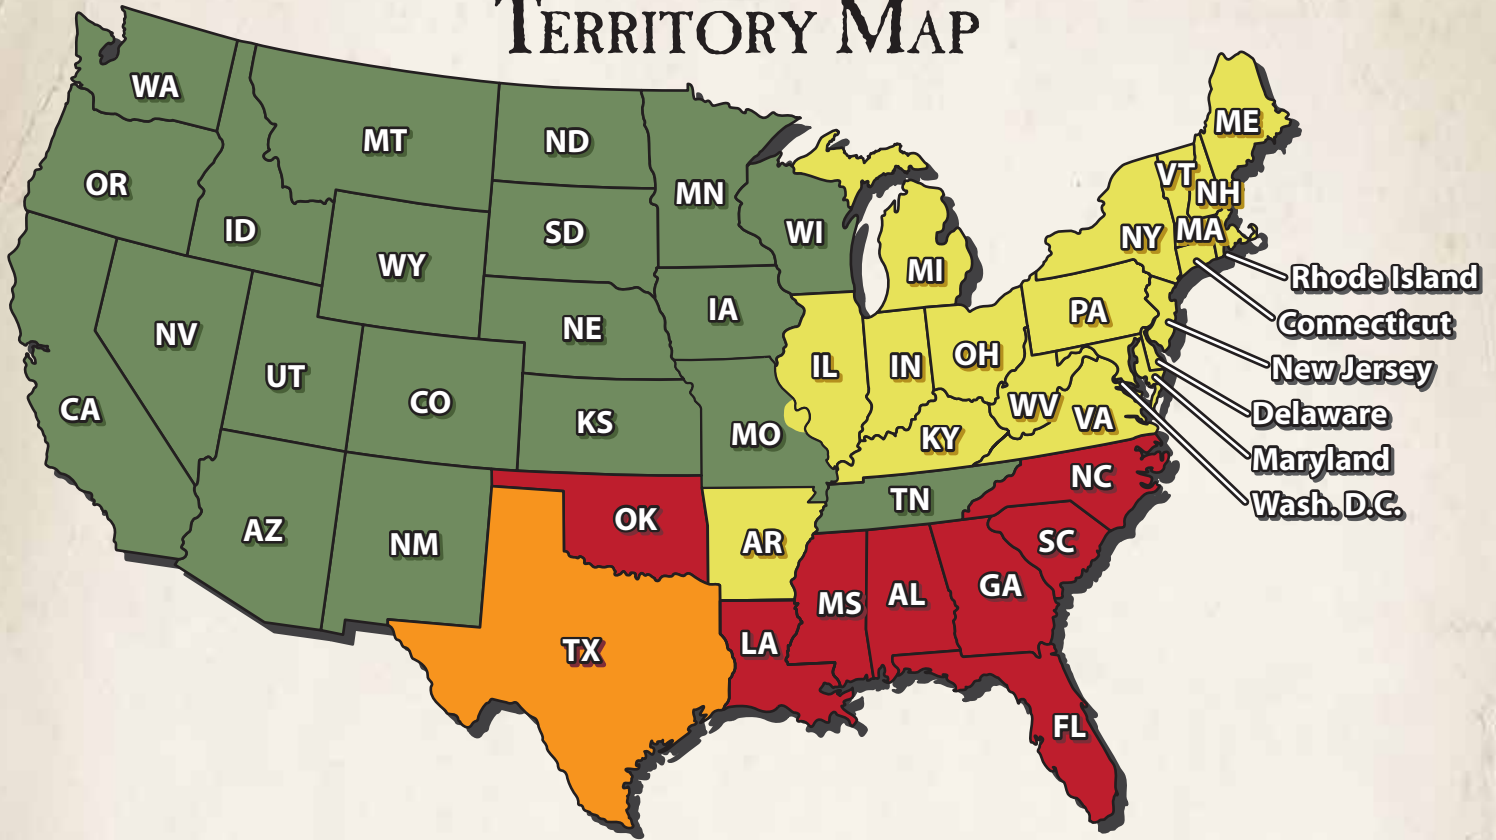 TERRITORY MAP
WA
MT
ND
MN
OR
ID
WY
SD
WI
MI
ME
VT
NH
NY
MA
Rhode Island
Connecticut
New Jersey
Delaware
Maryland
Wash. D.C.
NV
UT
CA
CO
NE
IA
IL
IN
OH
PA
KS
MO
KY
WV
VA
AZ
NM
OK
AR
TN
NC
SC
TX
LA
MS
AL
GA
FL